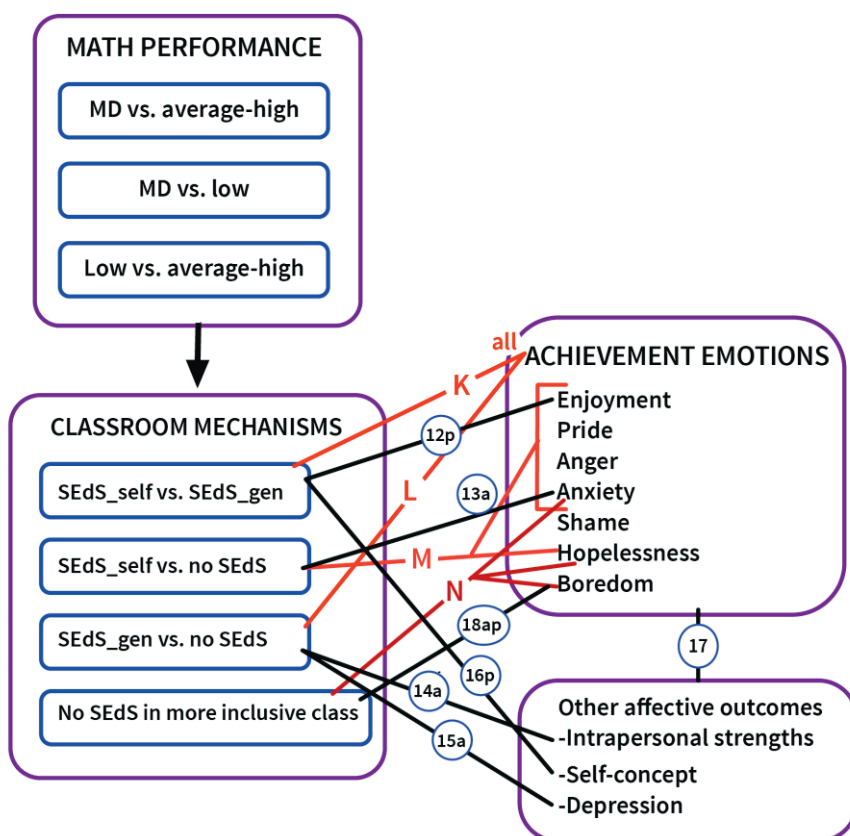 MATH PERFORMANCE
MD vs. average-high
MD vs. low
Low vs. average-high
CLASSROOM MECHANISMS
SEdS_self vs. SEdS_gen
SEdS_self vs. no SEdS
SEdS_gen vs. no SEdS
No SEdS in more inclusive class
all
K
12p
L
13a
M
N
18ap
16p
14a
15a
ACHIEVEMENT EMOTIONS
Enjoyment
Pride
Anger
Anxiety
Shame
Hopelessness
Boredom
17
Other affective outcomes
-Intrapersonal strengths
-Self-concept
-Depression